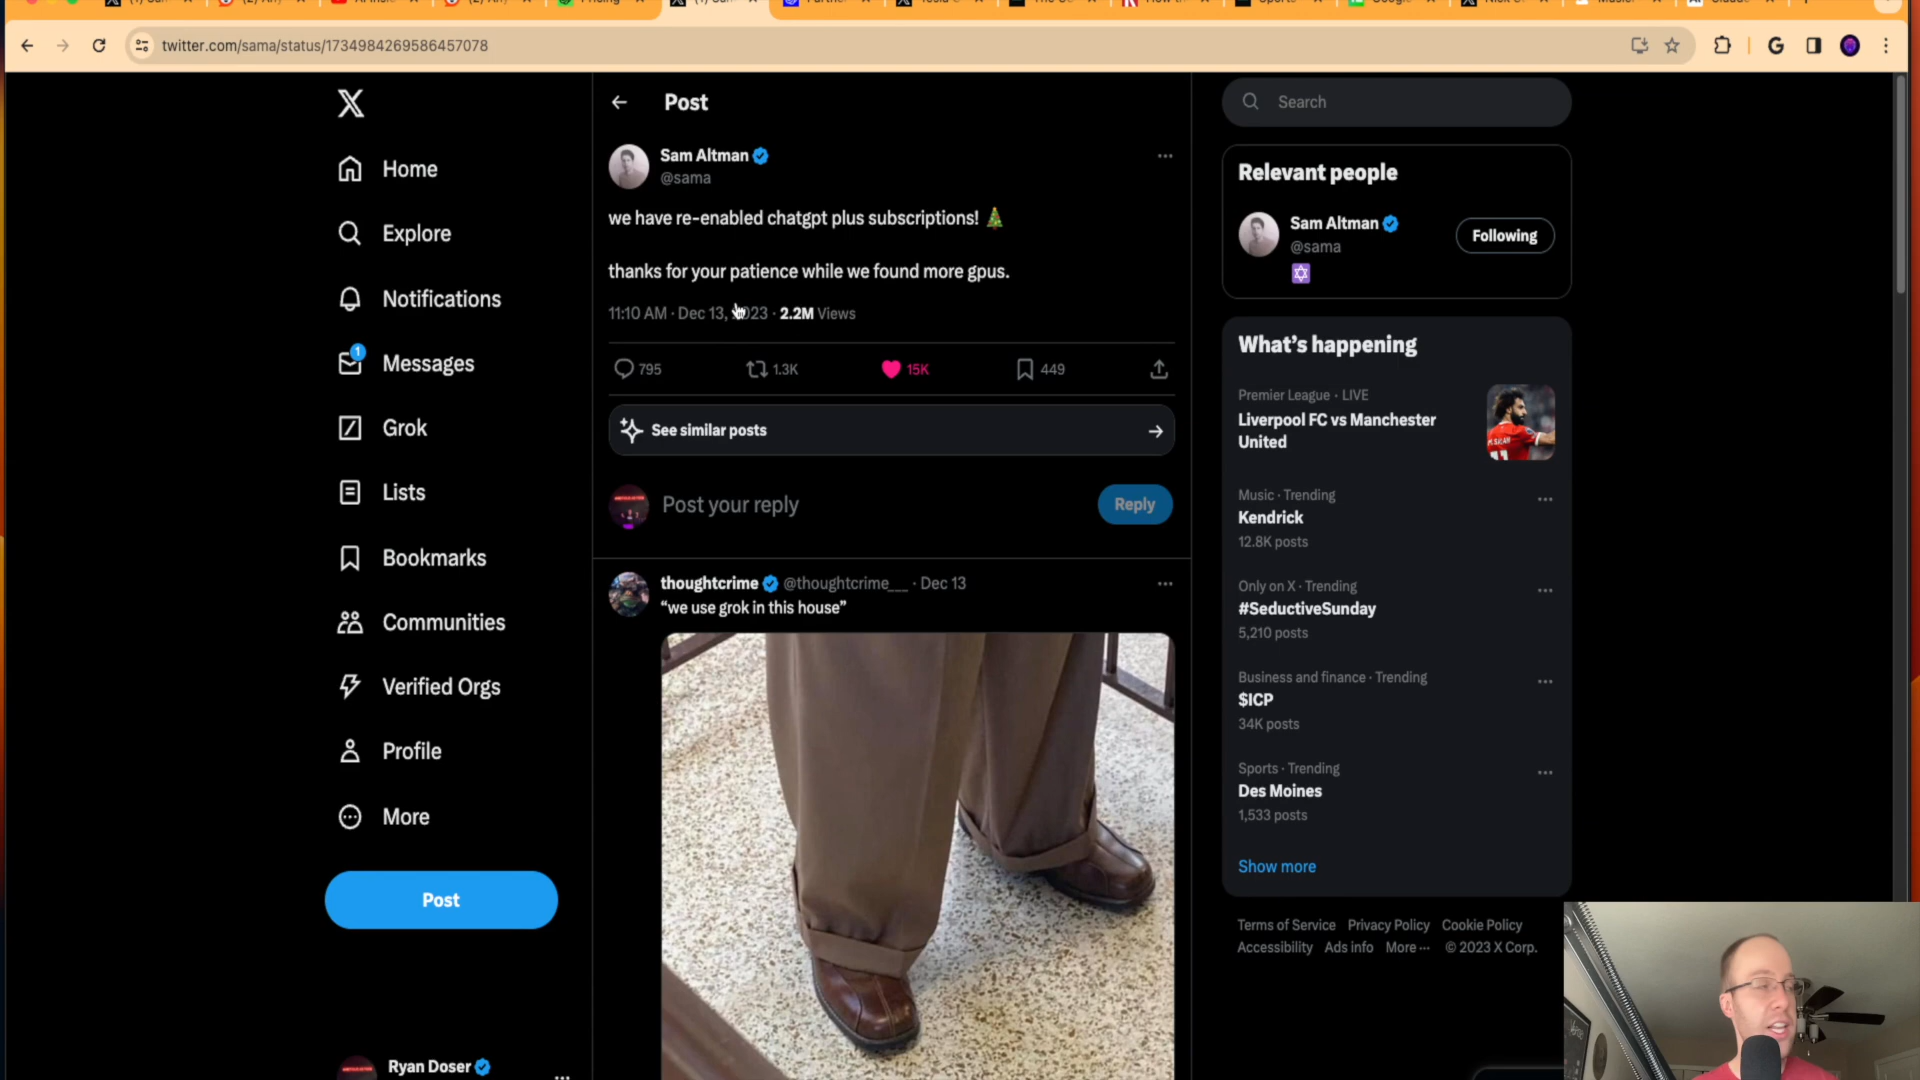 twitter.com/sama/status/1734984269586457078
Home
Explore
Notifications
1
Messages
Grok
Lists
Bookmarks
Communities
Verified Orgs
Profile
More
Post
Ryan Doser
Post
Sam Altman
@sama
we have re-enabled chatgpt plus subscriptions! 🎄
thanks for your patience while we found more gpus.
11:10 AM · Dec 13, 2023 · 2.2M Views
795 1.3K 15K 449
See similar posts
Post your reply
Reply
thoughtcrime @thoughtcrime___ · Dec 13
“we use grok in this house”
Search
Relevant people
Sam Altman
@sama
Following
What’s happening
Premier League · LIVE
Liverpool FC vs Manchester
United
Music · Trending
Kendrick
12.8K posts
Only on X · Trending
#SeductiveSunday
5,210 posts
Business and finance · Trending
$ICP
34K posts
Sports · Trending
Des Moines
1,533 posts
Show more
Terms of Service Privacy Policy Cookie Policy
Accessibility Ads info More ··· © 2023 X Corp.